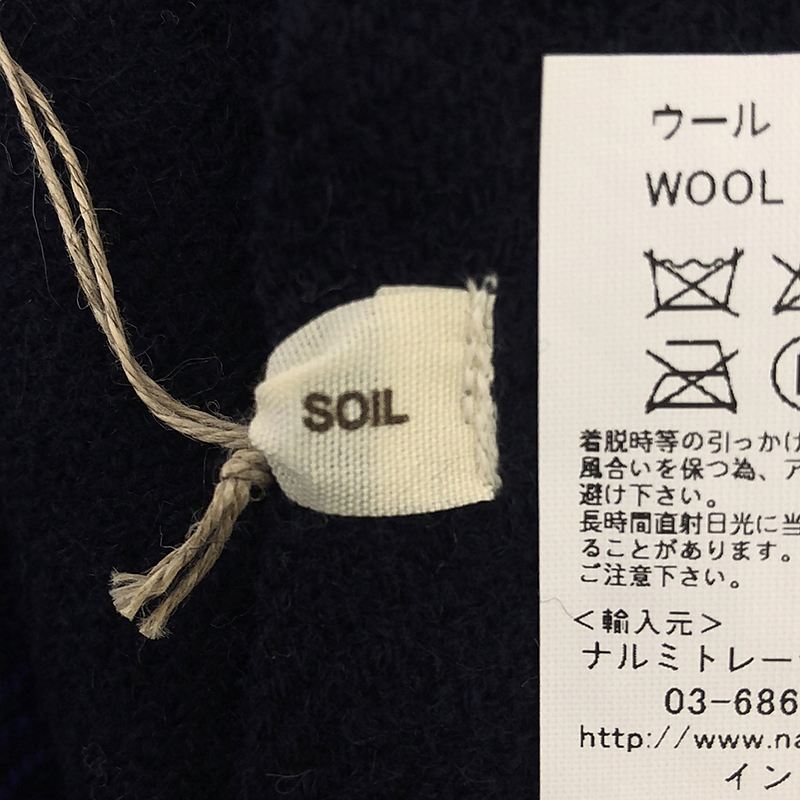 SOIL
ウール
WOOL
着脱時等の引っかけ
風合いを保つ為、ア
避け下さい。
長時間直射日光に当
ることがあります。
ご注意下さい。
＜輸入元＞
ナルミトレー
03-686
http://www.na
イン